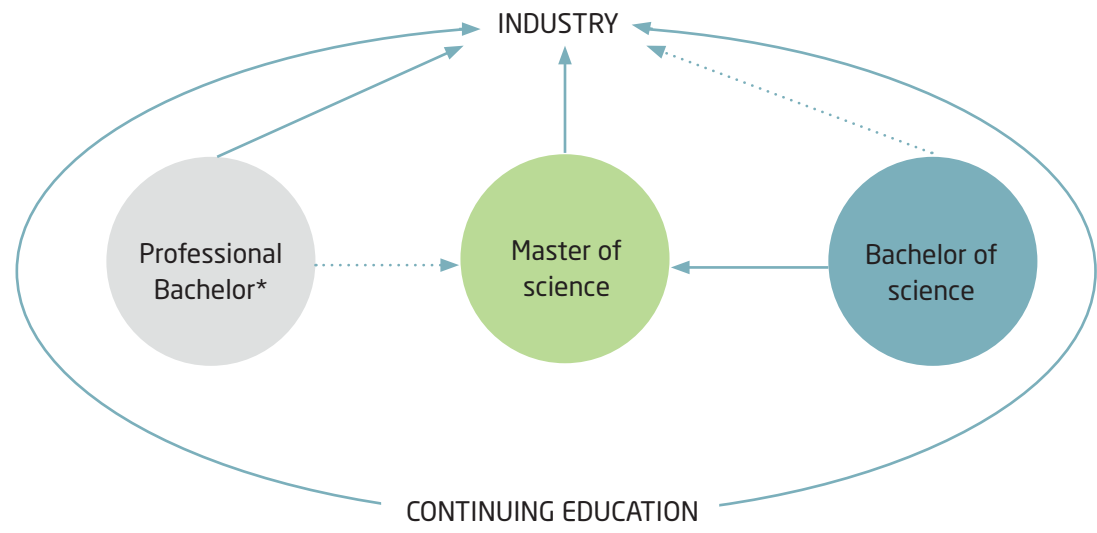 INDUSTRY
Professional
Bachelor*
Master of
science
Bachelor of
science
CONTINUING EDUCATION